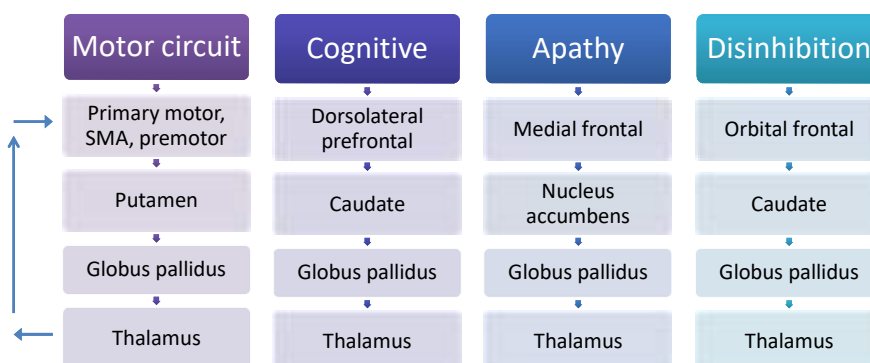 Motor circuit
Primary motor,
SMA, premotor
Putamen
Globus pallidus
Thalamus
Cognitive
Dorsolateral
prefrontal
Caudate
Globus pallidus
Thalamus
Apathy
Medial frontal
Nucleus
accumbens
Globus pallidus
Thalamus
Disinhibition
Orbital frontal
Caudate
Globus pallidus
Thalamus